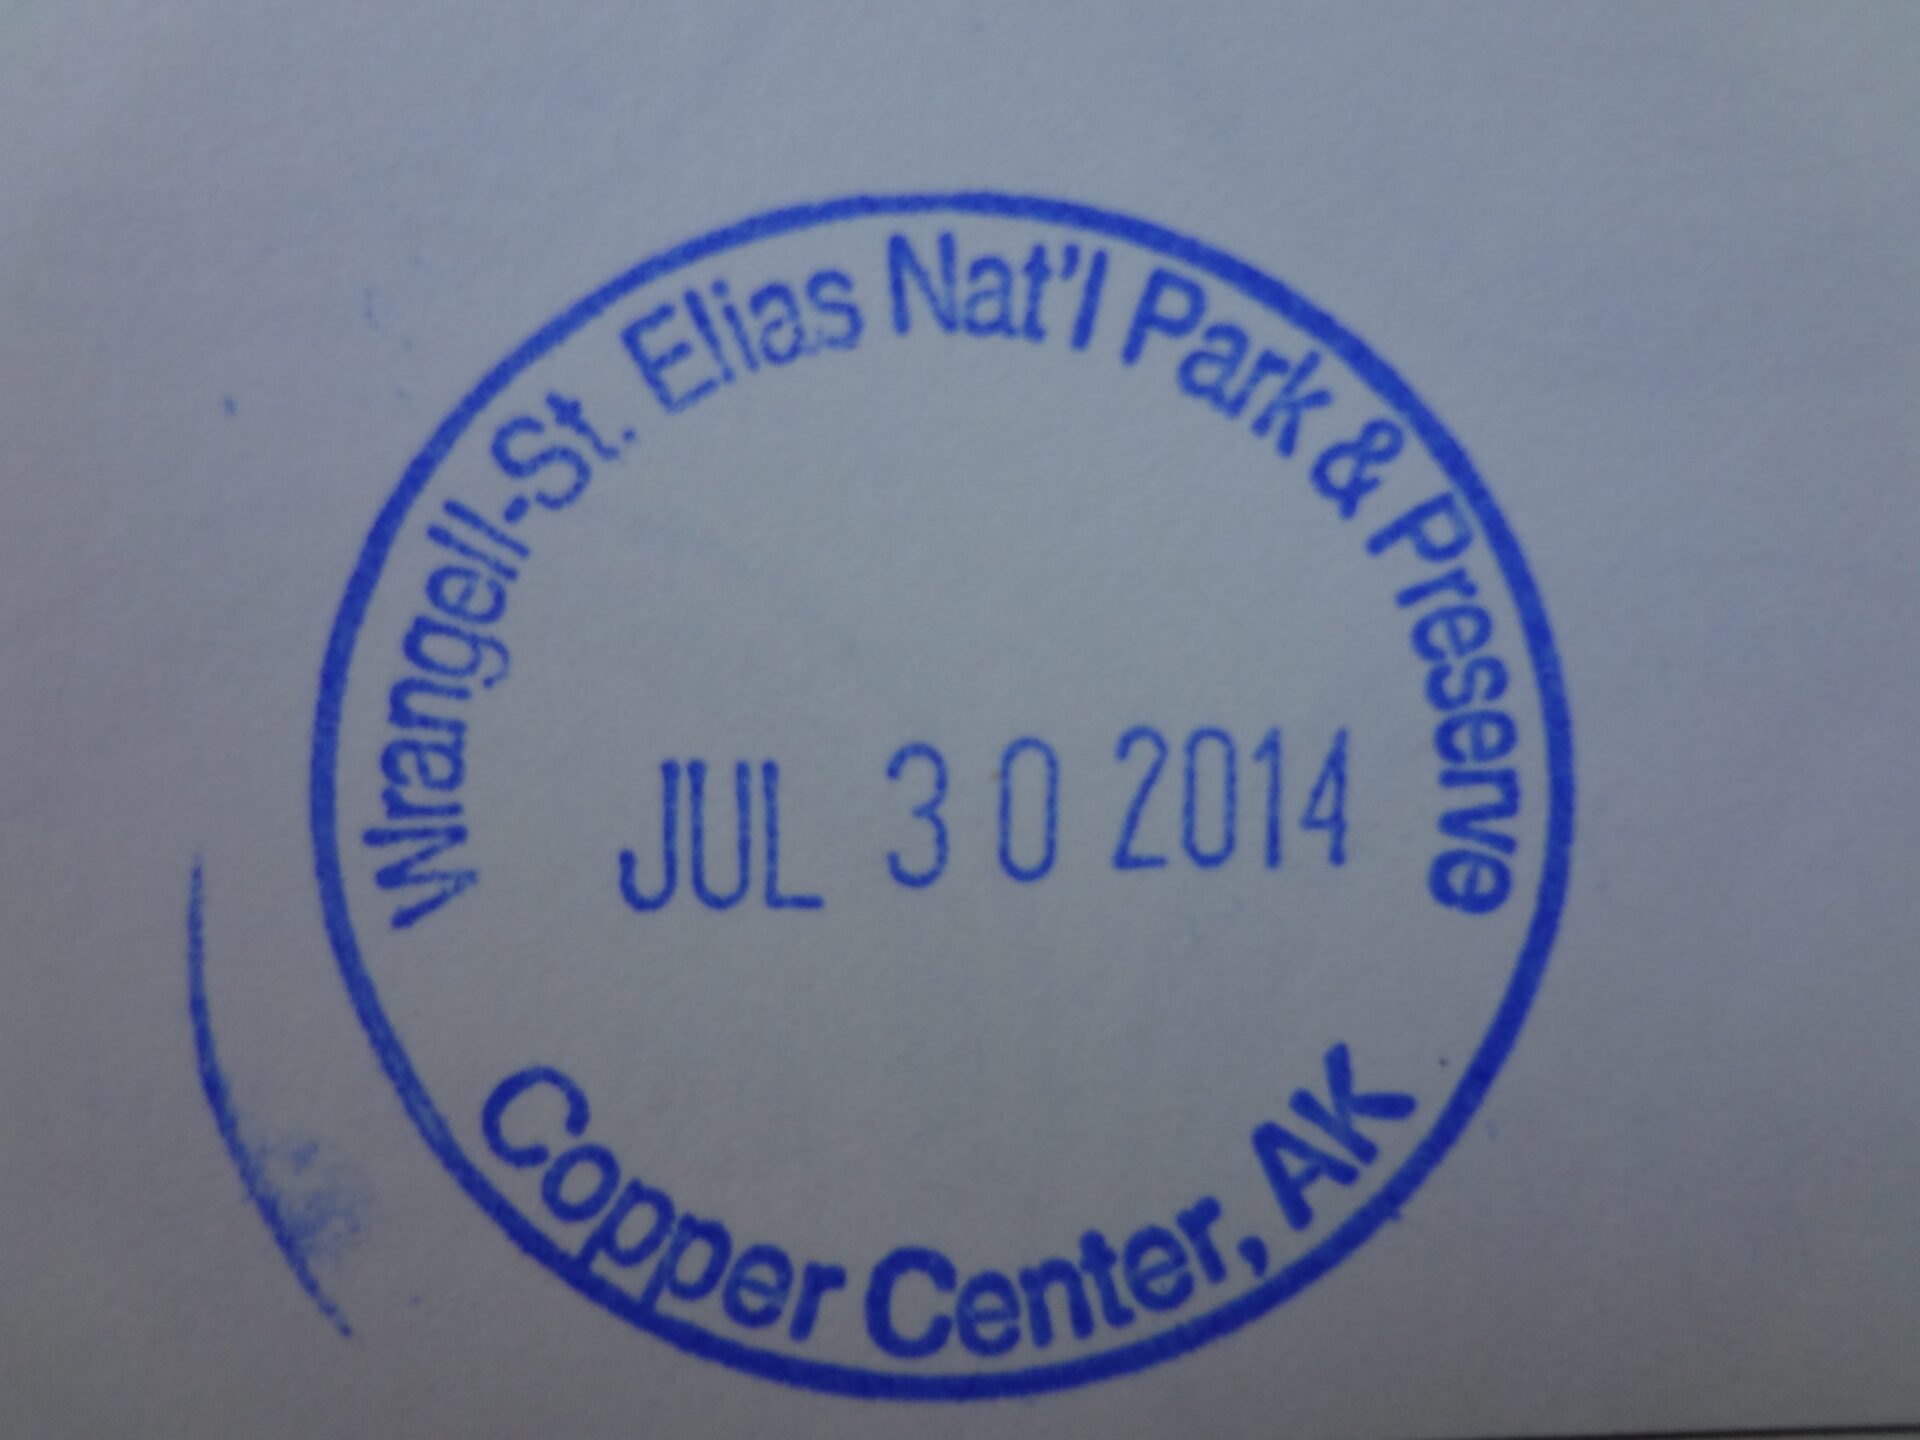 Wrangell-St. Elias Nat'l Park & Preserve
JUL 30 2014
Copper Center, AK